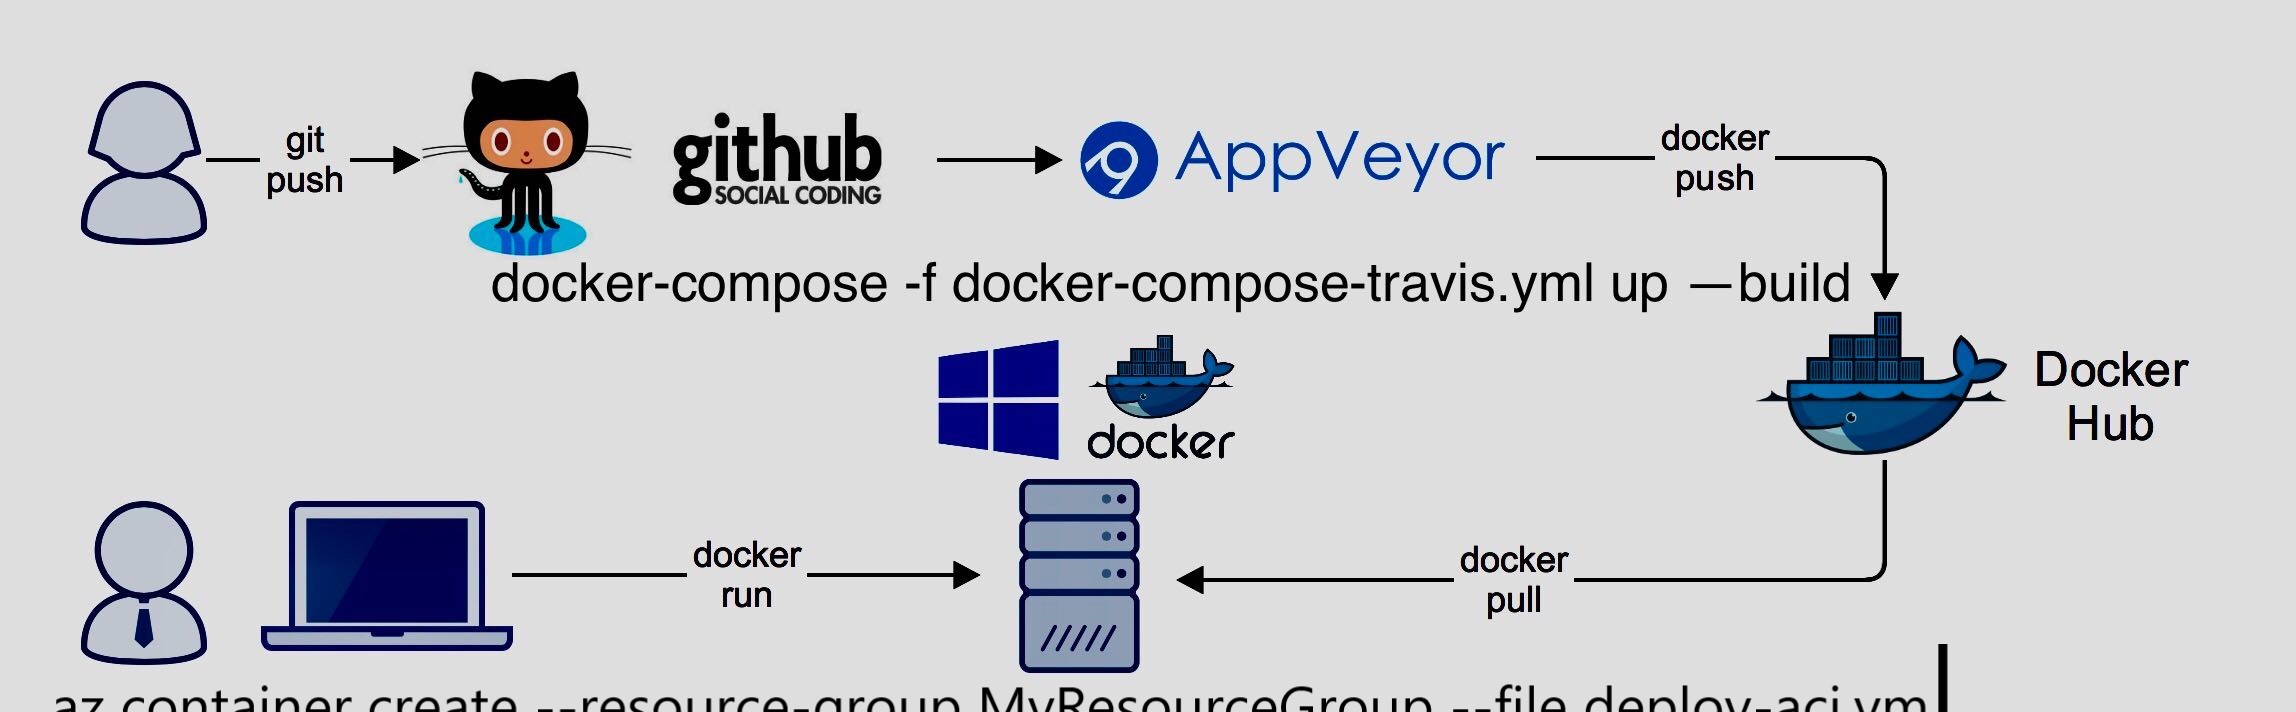 git
push
github
SOCIAL CODING
AppVeyor
docker
push
docker-compose -f docker-compose-travis.yml up —build
docker
Docker
Hub
docker
run
docker
pull
az container create --resource-group MyResourceGroup --file deploy-aci.ym